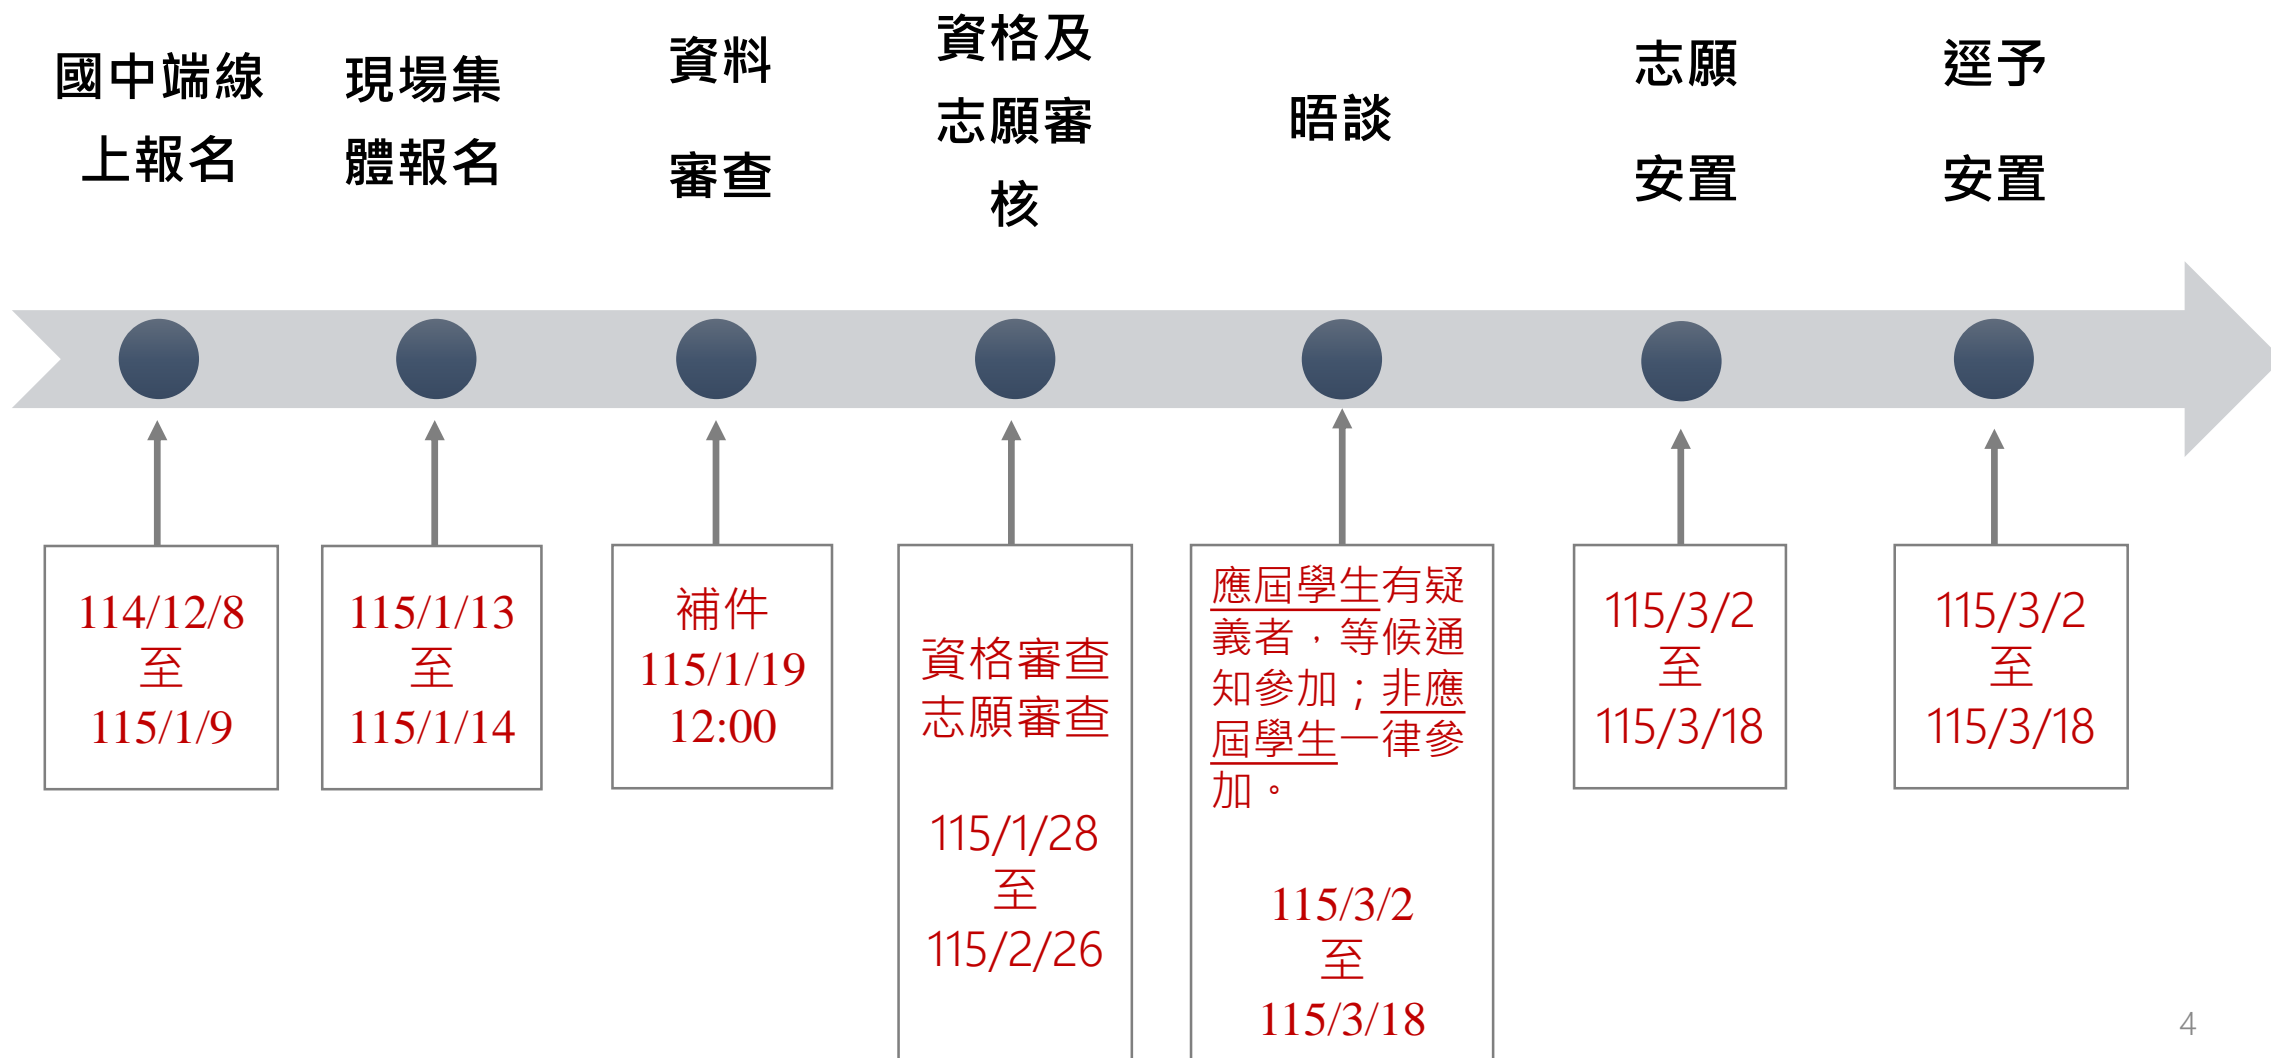 國中端線
上報名
現場集
體報名
資料
審查
資格及
志願審
核
晤談
志願
安置
逕予
安置
114/12/8
至
115/1/9
115/1/13
至
115/1/14
補件
115/1/19
12:00
資格審查
志願審查
115/1/28
至
115/2/26
應屆學生有疑
義者，等候通
知參加；非應
屆學生一律參
加。
115/3/2
至
115/3/18
115/3/2
至
115/3/18
115/3/2
至
115/3/18
4